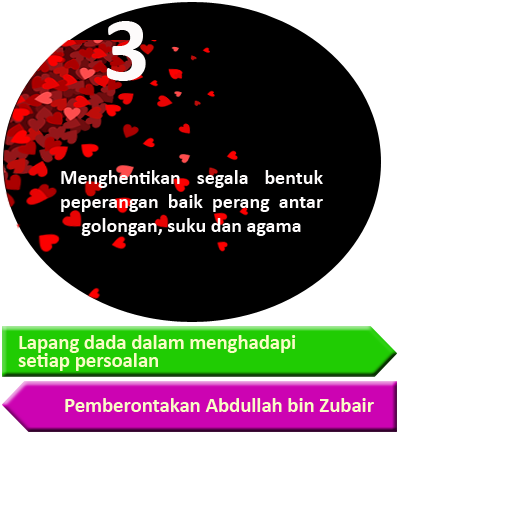 3
Menghentikan segala bentuk
peperangan baik perang antar
golongan, suku dan agama
Lapang dada dalam menghadapi
setiap persoalan
Pemberontakan Abdullah bin Zubair